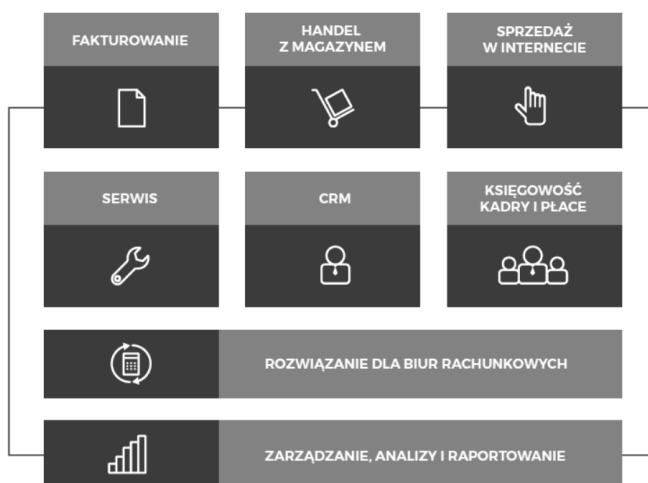 FAKTUROWANIE
HANDEL
Z MAGAZYNEM
SPRZEDAŻ
W INTERNECIE
SERWIS
CRM
KSIĘGOWOŚĆ
KADRY I PŁACE
ROZWIĄZANIE DLA BIUR RACHUNKOWYCH
ZARZĄDZANIE, ANALIZY I RAPORTOWANIE